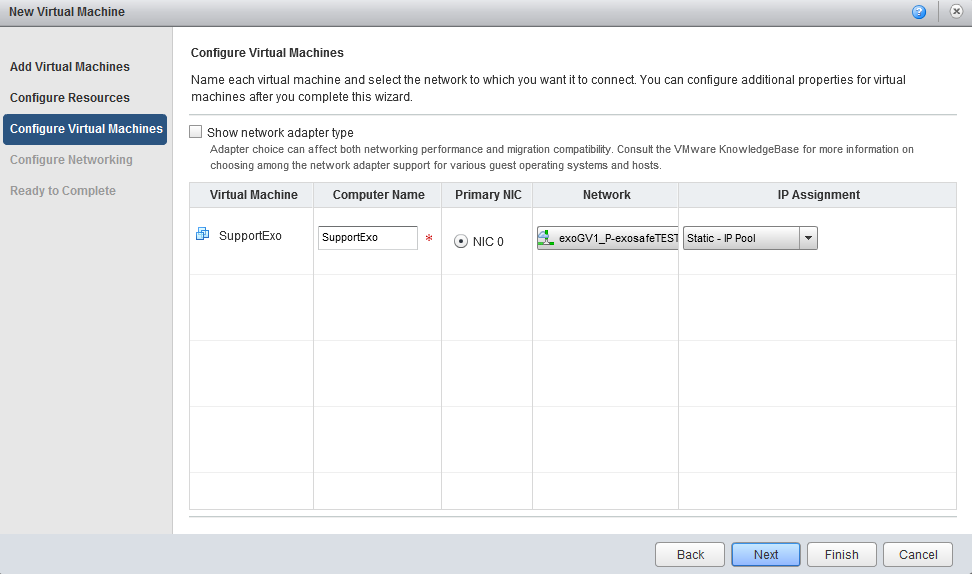 New Virtual Machine
?
Add Virtual Machines
Configure Resources
Configure Virtual Machines
Configure Networking
Ready to Complete
Configure Virtual Machines
Name each virtual machine and select the network to which you want it to connect. You can configure additional properties for virtual
machines after you complete this wizard.
Show network adapter type
Adapter choice can affect both networking performance and migration compatibility. Consult the VMware KnowledgeBase for more information on
choosing among the network adapter support for various guest operating systems and hosts.
Virtual Machine Computer Name Primary NIC Network IP Assignment
SupportExo SupportExo * NIC 0 exoGV1_P-exosafeTEST Static - IP Pool
Back Next Finish Cancel